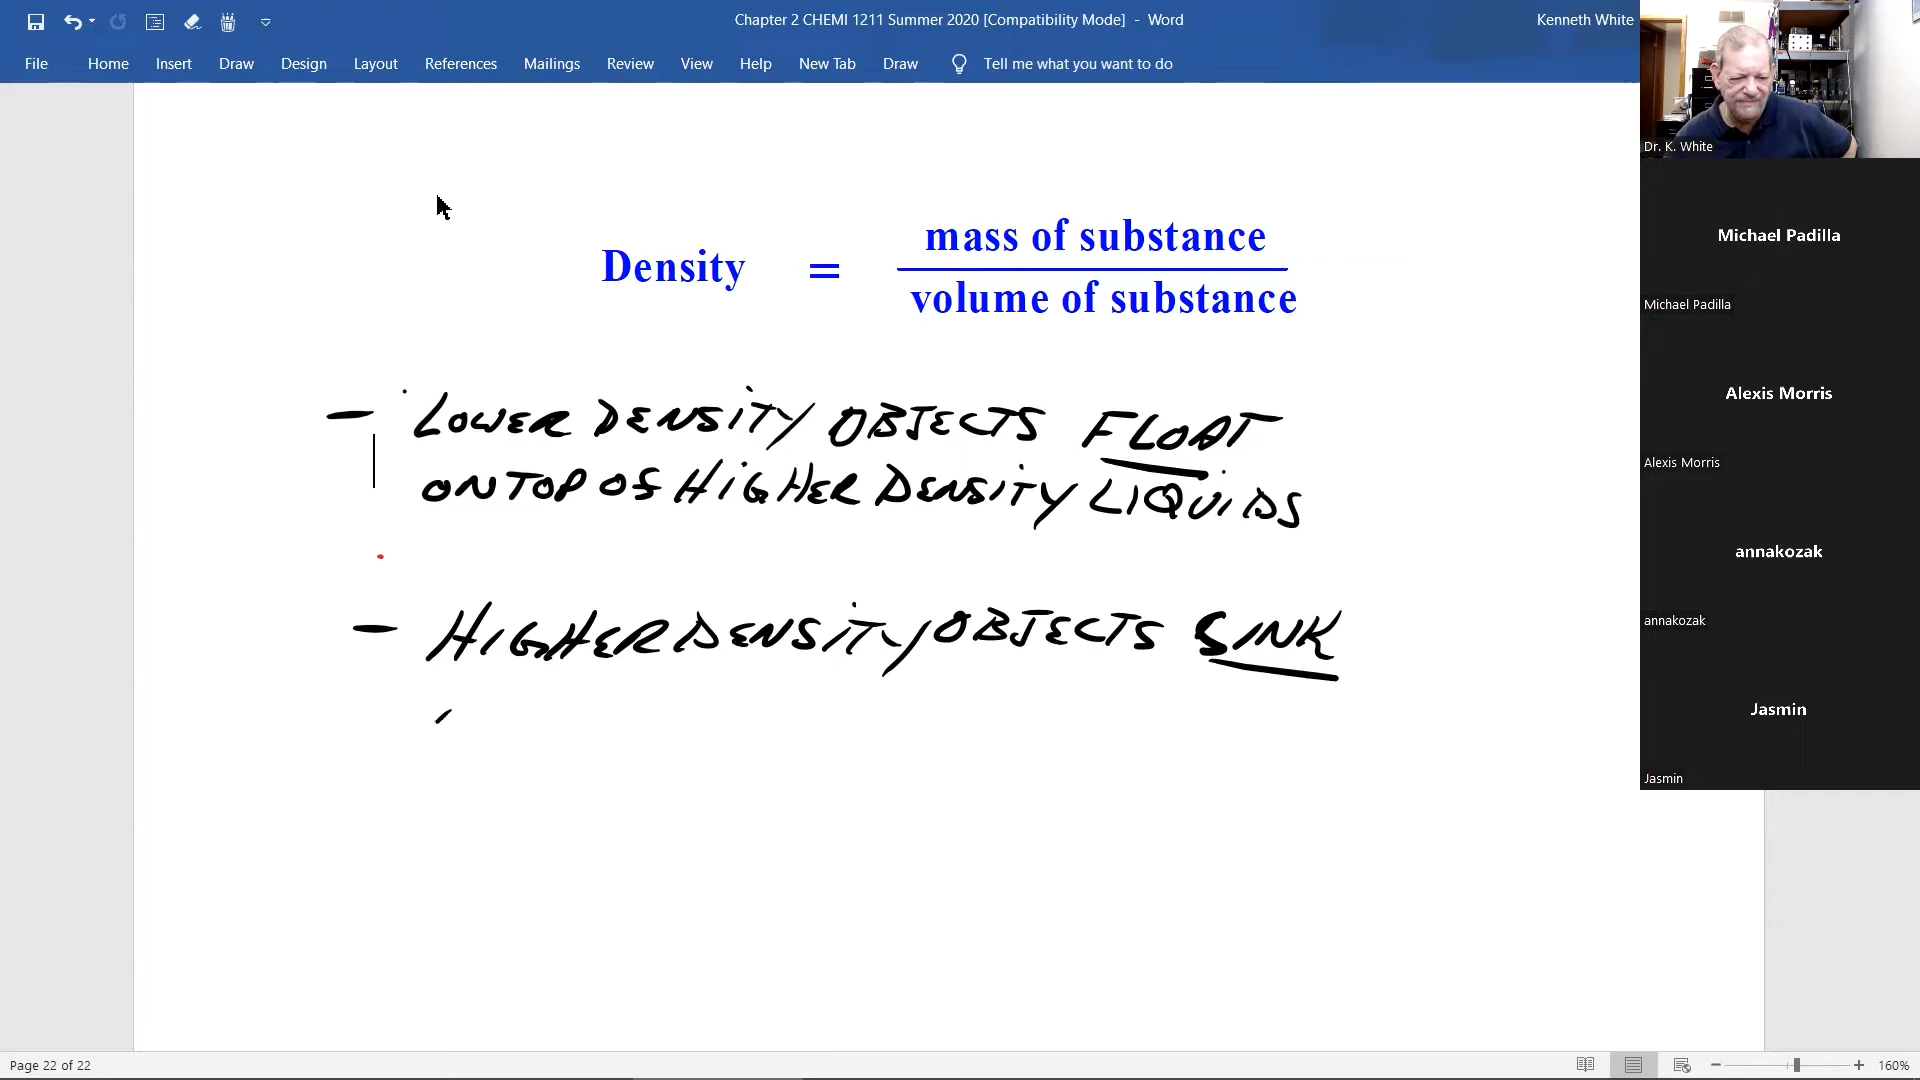 Chapter 2 CHEMI 1211 Summer 2020 [Compatibility Mode] - Word
Kenneth White
File Home Insert Draw Design Layout References Mailings Review View Help New Tab Draw Tell me what you want to do
Dr. K. White
Michael Padilla
Michael Padilla
Alexis Morris
Alexis Morris
annakozak
annakozak
Jasmin
Jasmin
mass of substance
Density =
volume of substance
- LOWER DENSITY OBJECTS FLOAT
ON TOP OF HIGHER DENSITY LIQUIDS
- HIGHER DENSITY OBJECTS SINK
Page 22 of 22
160%